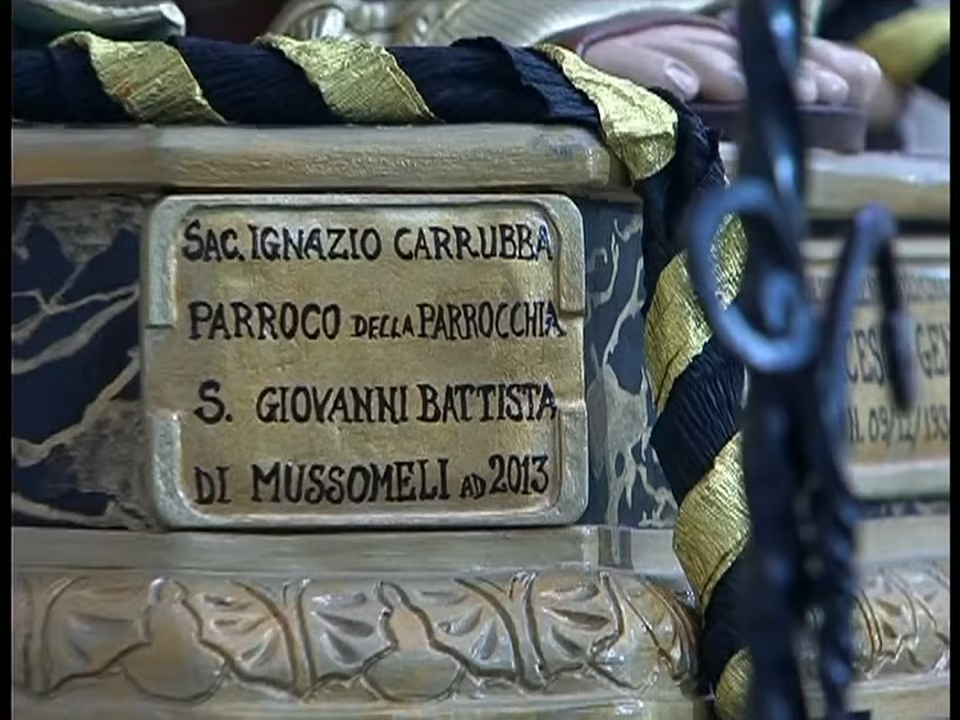 SAC. IGNAZIO CARRUBBA
PARROCO DELLA PARROCCHIA
S. GIOVANNI BATTISTA
DI MUSSOMELI AD 2013